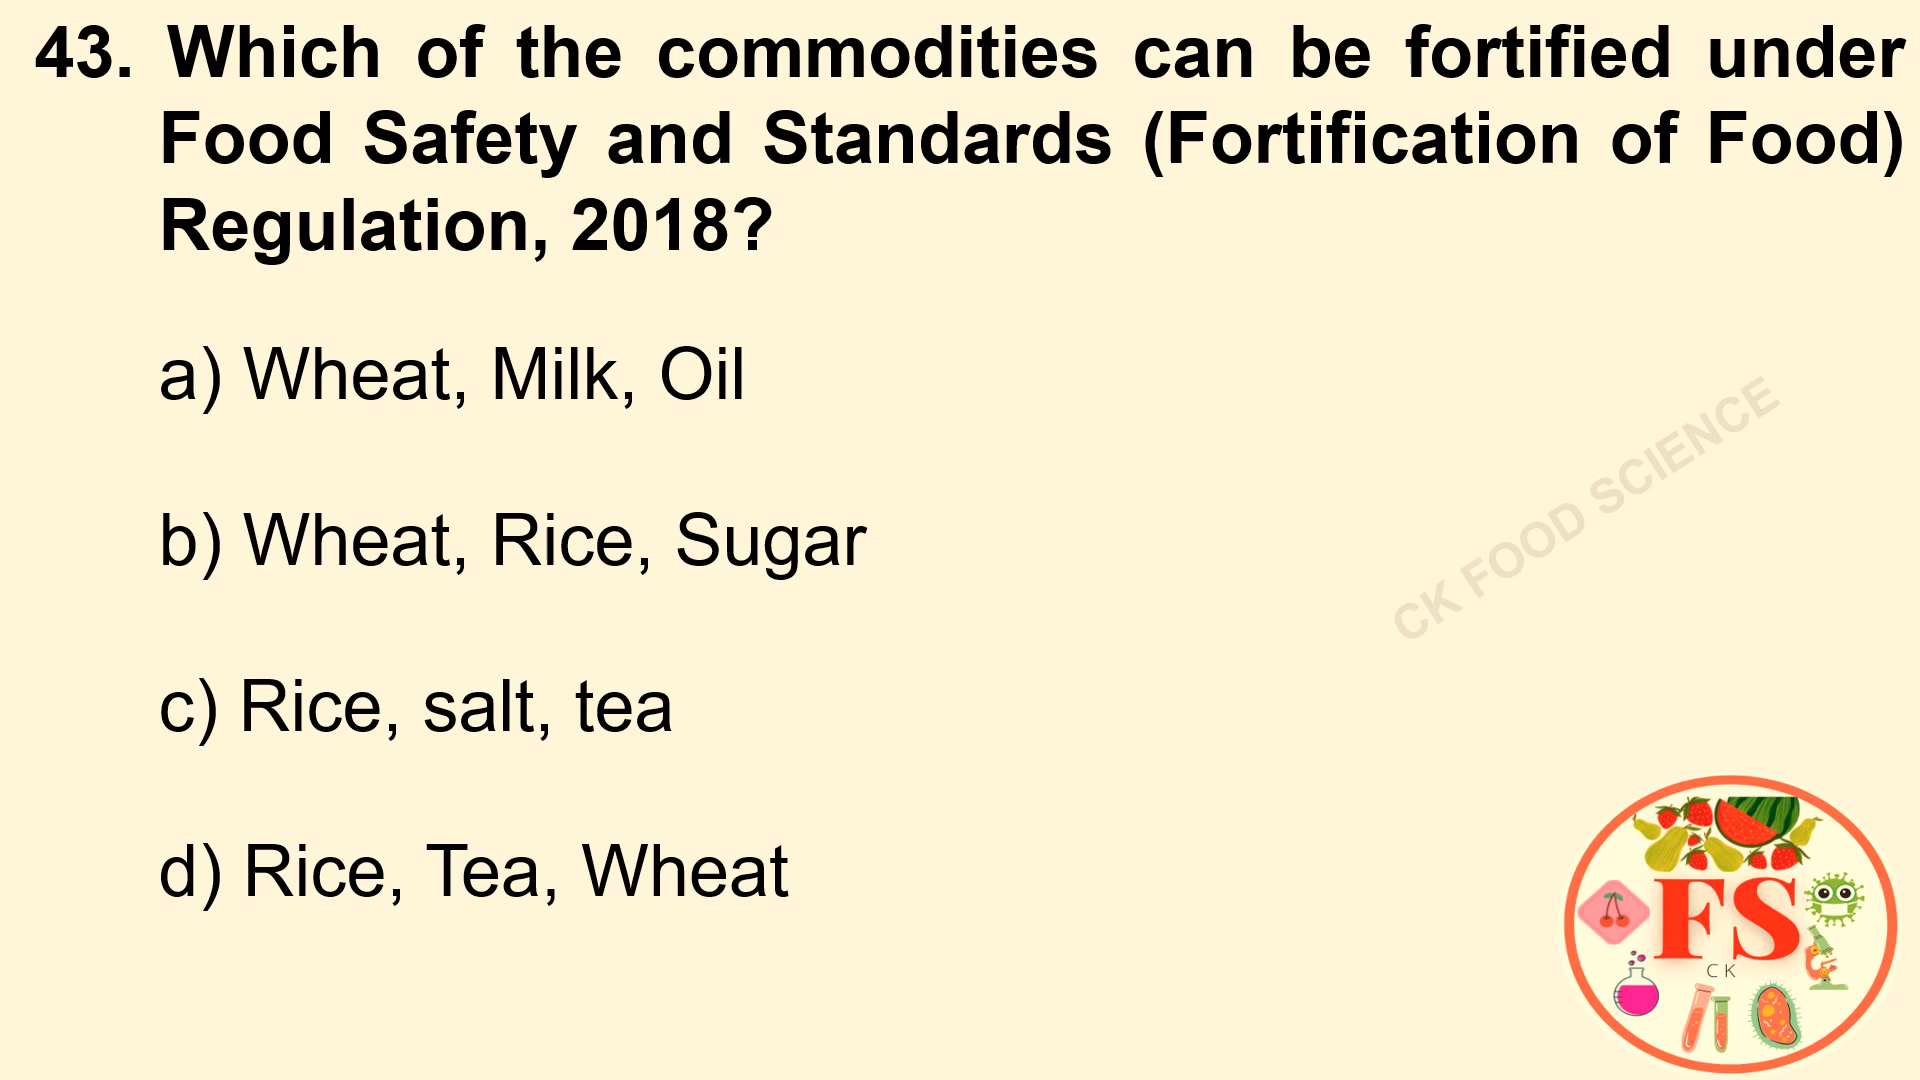 43. Which of the commodities can be fortified under
Food Safety and Standards (Fortification of Food)
Regulation, 2018?
a) Wheat, Milk, Oil
b) Wheat, Rice, Sugar
c) Rice, salt, tea
d) Rice, Tea, Wheat
CK FOOD SCIENCE
FS
CK